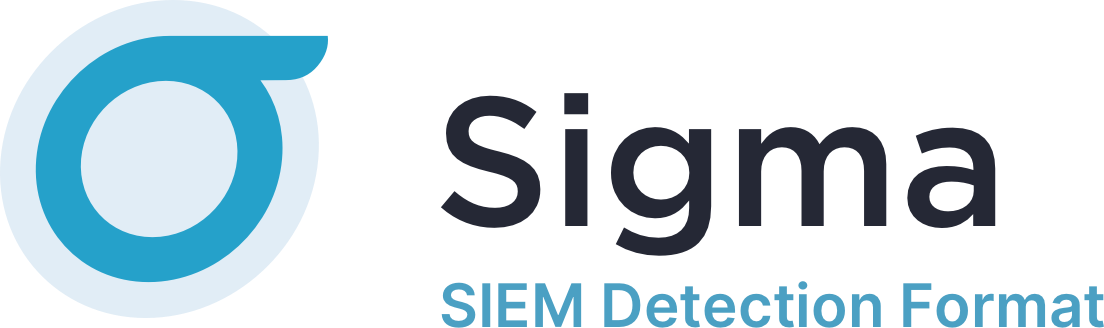 Sigma
SIEM Detection Format